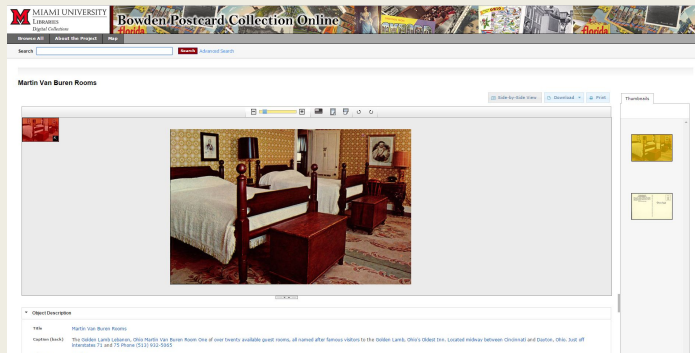 MIAMI UNIVERSITY
LIBRARIES
Digital Collection
Bowden Postcard Collection Online
florida
florida
Browse All About the Project Map
Search Search Advanced Search
Martin Van Buren Rooms
Side-by-Side View Download Print
Thumbnails
Object Description
Title Martin Van Buren Rooms
Caption (back) The Golden Lamb Lebanon, Ohio Martin Van Buren Room One of over twenty available guest rooms, all named after famous visitors to the Golden Lamb, Ohio's Oldest Inn. Located midway between Cincinnati and Dayton, Ohio. Just off
Interstates 71 and 75 Phone (513) 932-5065